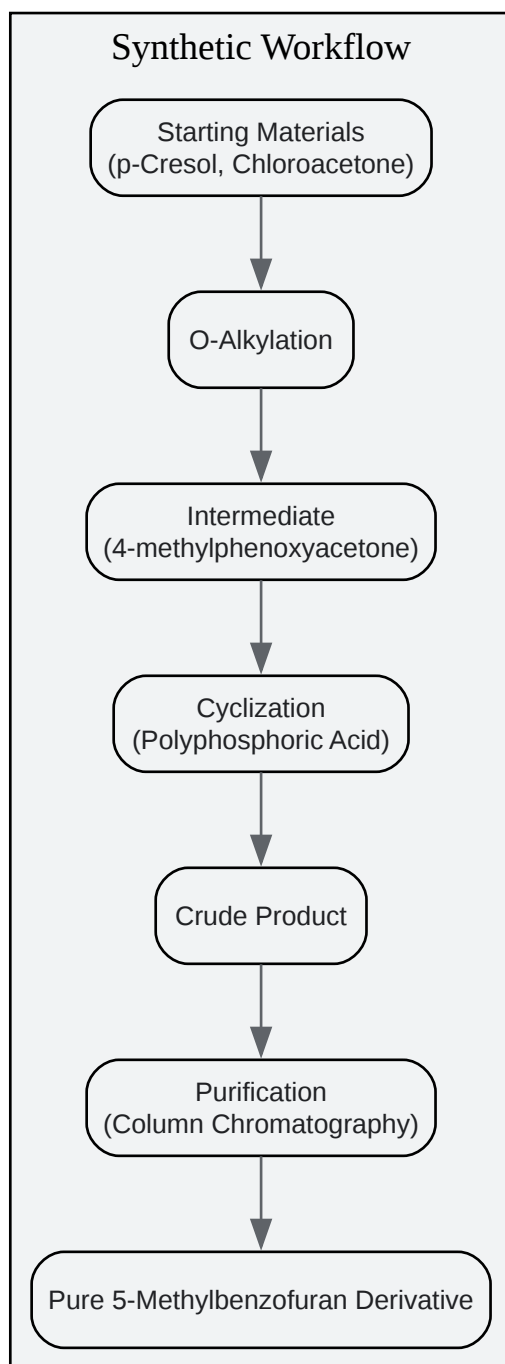 Synthetic Workflow
Starting Materials
(p-Cresol, Chloroacetone)
O-Alkylation
Intermediate
(4-methylphenoxyacetone)
Cyclization
(Polyphosphoric Acid)
Crude Product
Purification
(Column Chromatography)
Pure 5-Methylbenzofuran Derivative